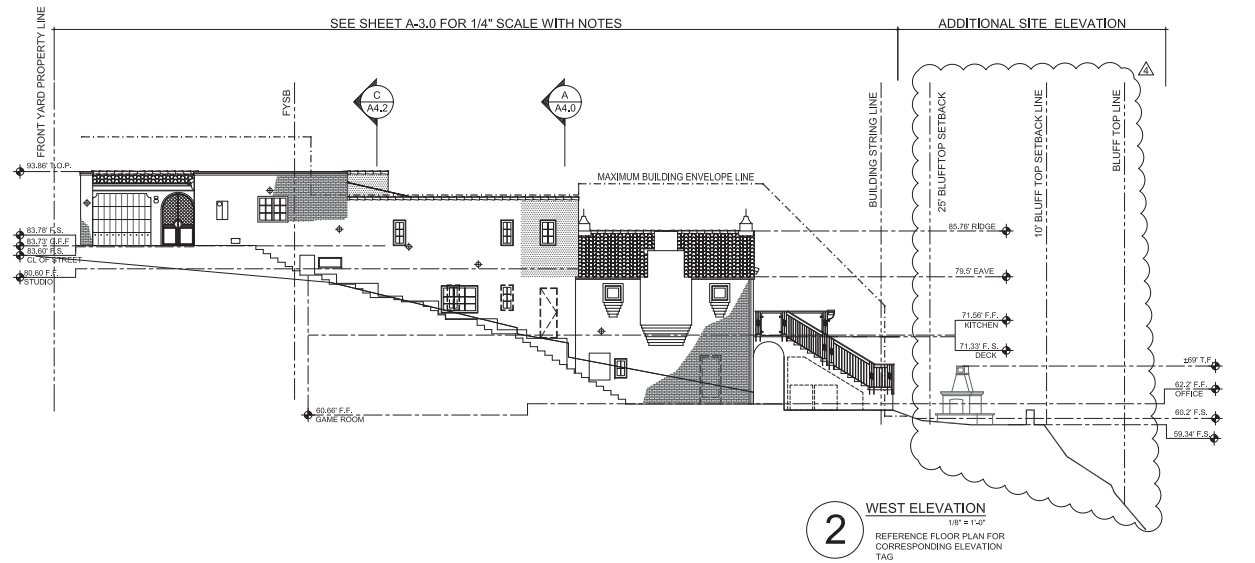 SEE SHEET A-3.0 FOR 1/4" SCALE WITH NOTES
ADDITIONAL SITE ELEVATION
FRONT YARD PROPERTY LINE
FYSB
C
A4.2
A
A4.0
BUILDING STRING LINE
25' BLUFFTOP SETBACK
10' BLUFF TOP SETBACK LINE
BLUFF TOP LINE
4
93.86' T.O.P.
MAXIMUM BUILDING ENVELOPE LINE
8
83.78' F.S.
83.73' G.F.F
83.60' F.S.
CL OF STREET
80.60 F.F.
STUDIO
85.76' RIDGE
79.5' EAVE
71.56' F.F.
KITCHEN
71.33' F. S.
DECK
±69' T.F.
62.2' F.F.
OFFICE
60.2' F.S.
59.34' F.S.
60.66' F.F.
GAME ROOM
2
WEST ELEVATION
1/8" = 1'-0"
REFERENCE FLOOR PLAN FOR
CORRESPONDING ELEVATION
TAG